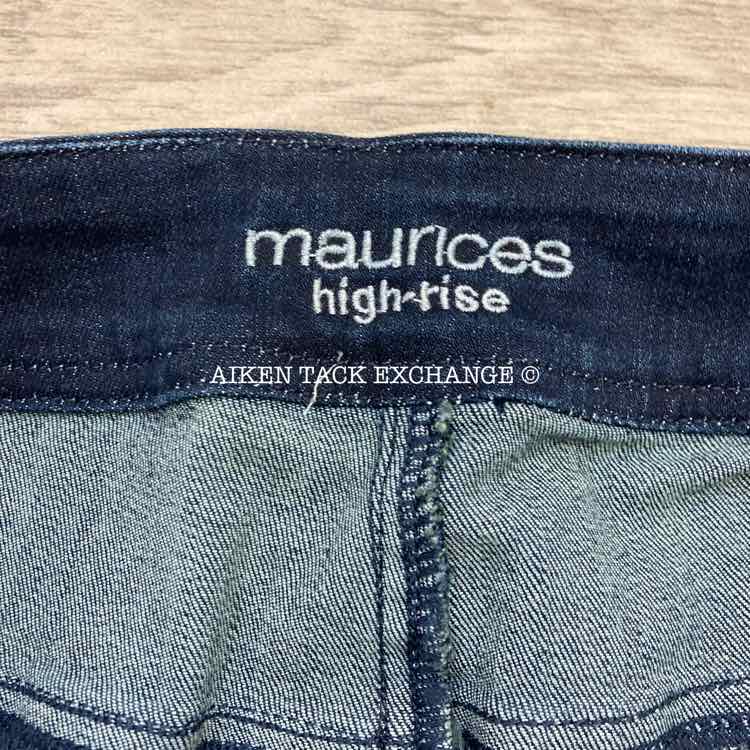 maurices
high-rise
AIKEN TACK EXCHANGE ©